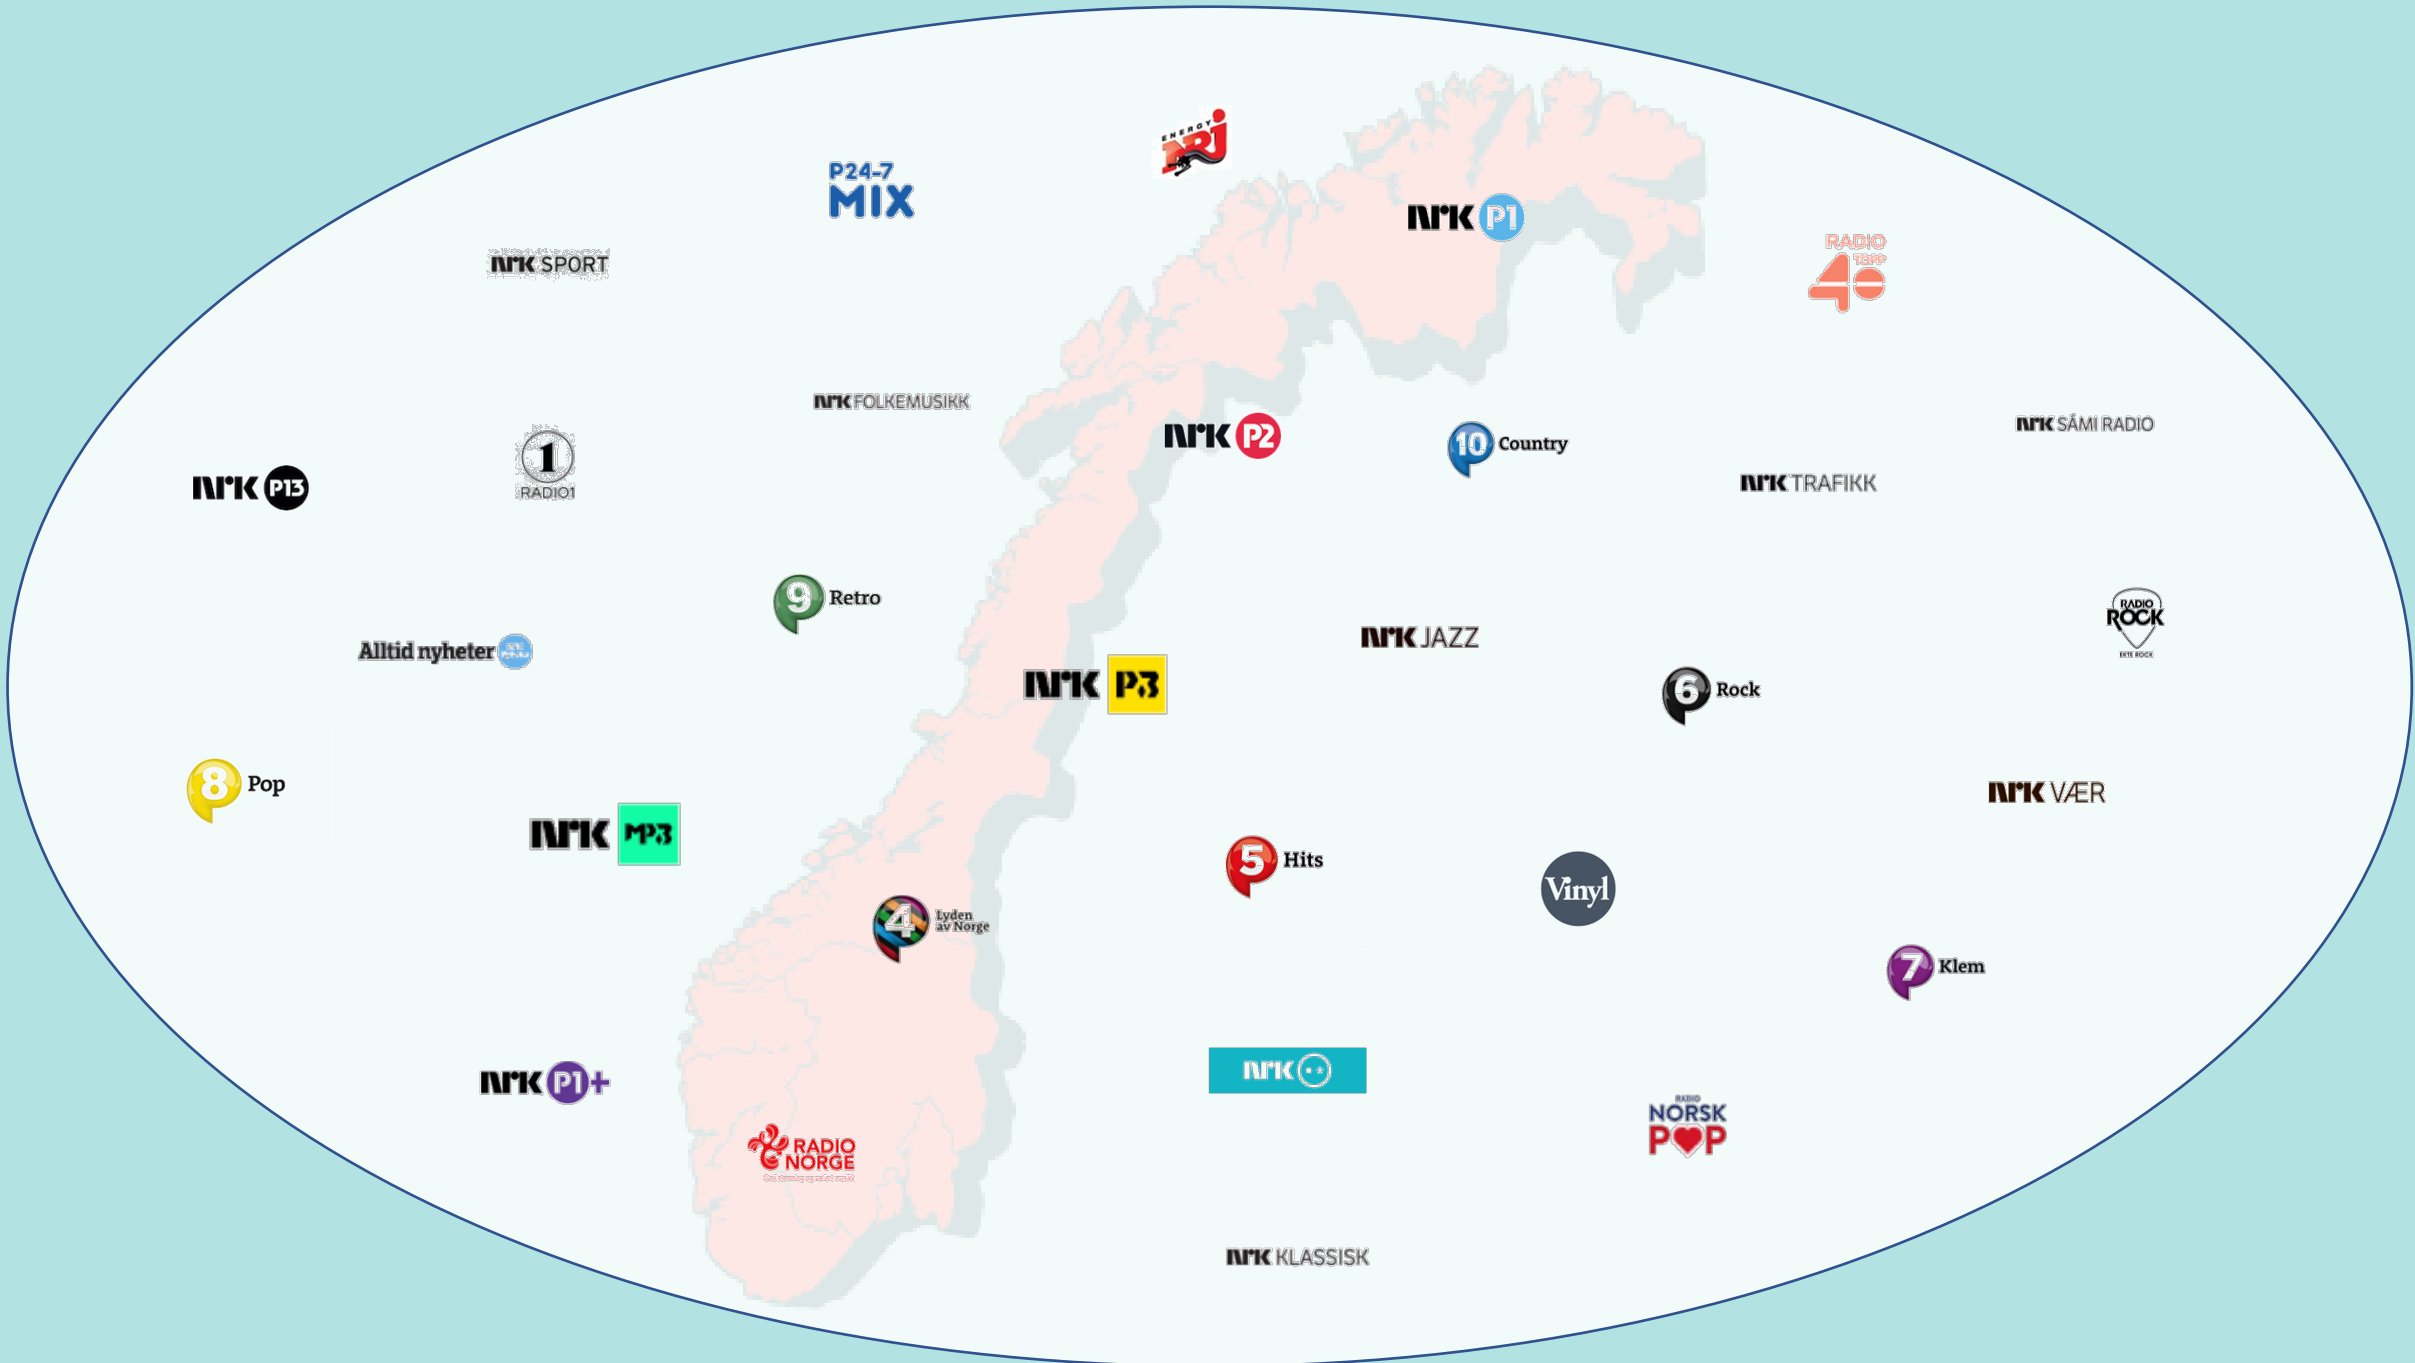 ENERGY
NRJ
P24-7
MIX
NRK P1
NRK SPORT
RADIO
TOPP
40
NRK FOLKEMUSIKK
NRK SÁMI RADIO
NRK P2
10 Country
1
RADIO1
NRK P13
NRK TRAFIKK
9 Retro
RADIO
ROCK
EKTE ROCK
NRK JAZZ
Alltid nyheter
NRK P3
6 Rock
8 Pop
NRK VÆR
NRK MP3
5 Hits
Vinyl
4 Lyden
av Norge
7 Klem
NRK
NRK P1+
RADIO
NORSK
POP
RADIO
NORGE
NRK KLASSISK